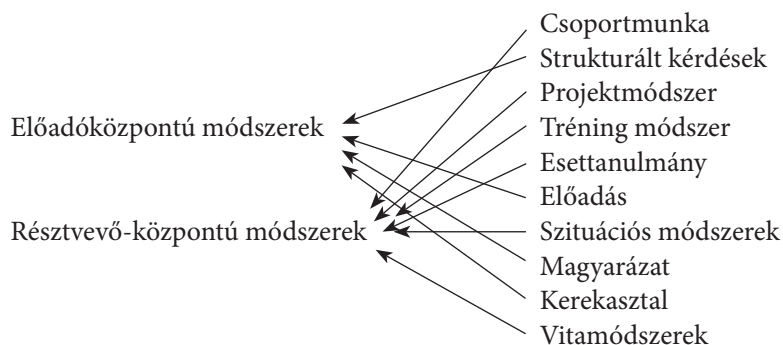 Csoportmunka
Strukturált kérdések
Projektmódszer
Előadóközpontú módszerek
Tréning módszer
Esettanulmány
Előadás
Résztvevő-központú módszerek
Szituációs módszerek
Magyarázat
Kerekasztal
Vitamódszerek